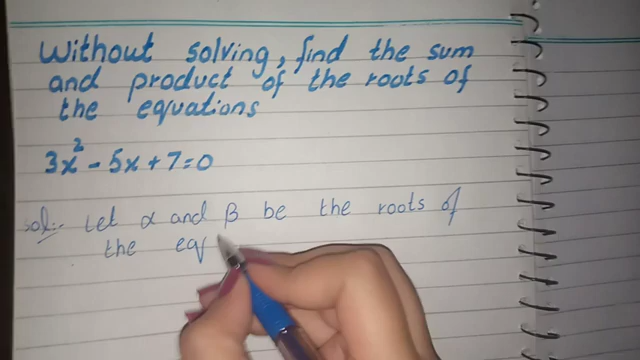 Without solving, find the sum
and product of the roots of
the equations
3x² - 5x + 7 = 0
Sol:- Let α and β be the roots of
the eq